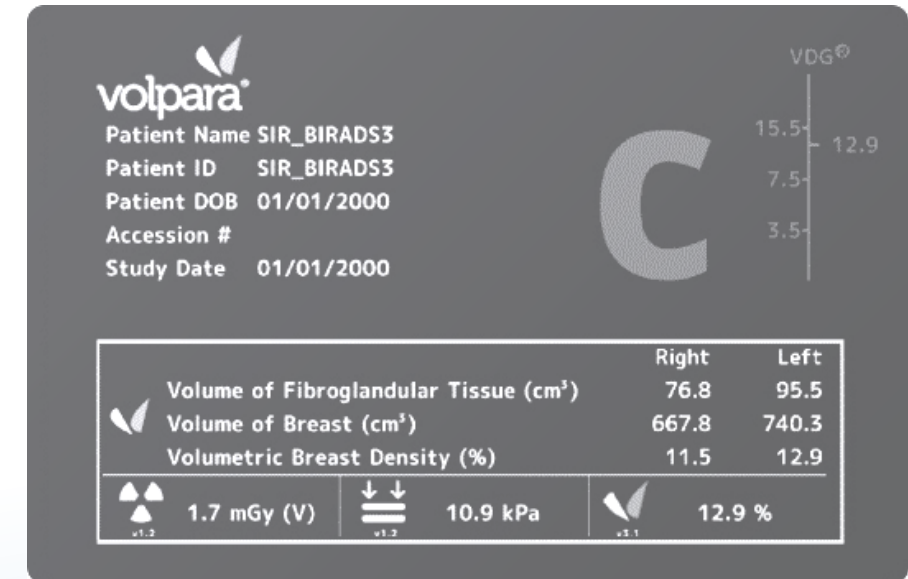 volpara®
Patient Name SIR_BIRADS3
Patient ID SIR_BIRADS3
Patient DOB 01/01/2000
Accession #
Study Date 01/01/2000
C
VDG®
15.5
12.9
7.5
3.5
Right Left
Volume of Fibroglandular Tissue (cm³) 76.8 95.5
Volume of Breast (cm³) 667.8 740.3
Volumetric Breast Density (%) 11.5 12.9
1.7 mGy (V) 10.9 kPa 12.9 %
v1.2 v1.2 v3.1